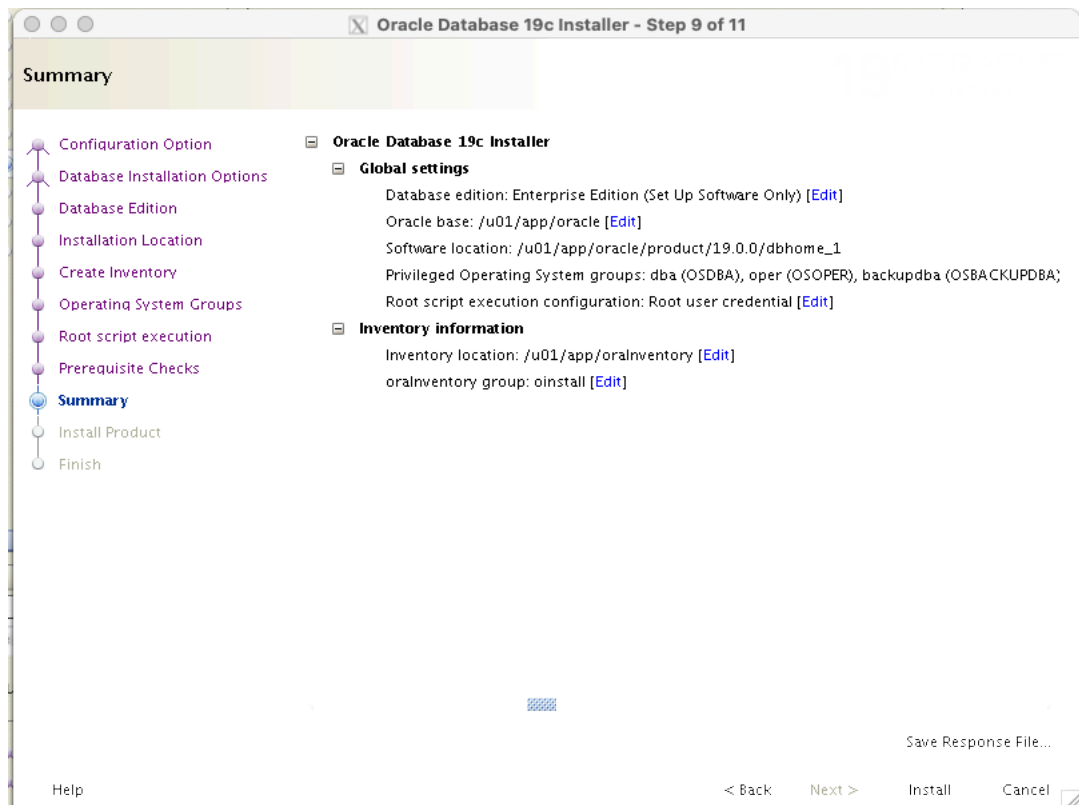 Oracle Database 19c Installer - Step 9 of 11
Summary
Configuration Option
Database Installation Options
Database Edition
Installation Location
Create Inventory
Operating System Groups
Root script execution
Prerequisite Checks
Summary
Install Product
Finish
Oracle Database 19c Installer
Global settings
Database edition: Enterprise Edition (Set Up Software Only) [Edit]
Oracle base: /u01/app/oracle [Edit]
Software location: /u01/app/oracle/product/19.0.0/dbhome_1
Privileged Operating System groups: dba (OSDBA), oper (OSOPER), backupdba (OSBACKUPDBA)
Root script execution configuration: Root user credential [Edit]
Inventory information
Inventory location: /u01/app/oraInventory [Edit]
oraInventory group: oinstall [Edit]
Save Response File...
Help
< Back
Next >
Install
Cancel